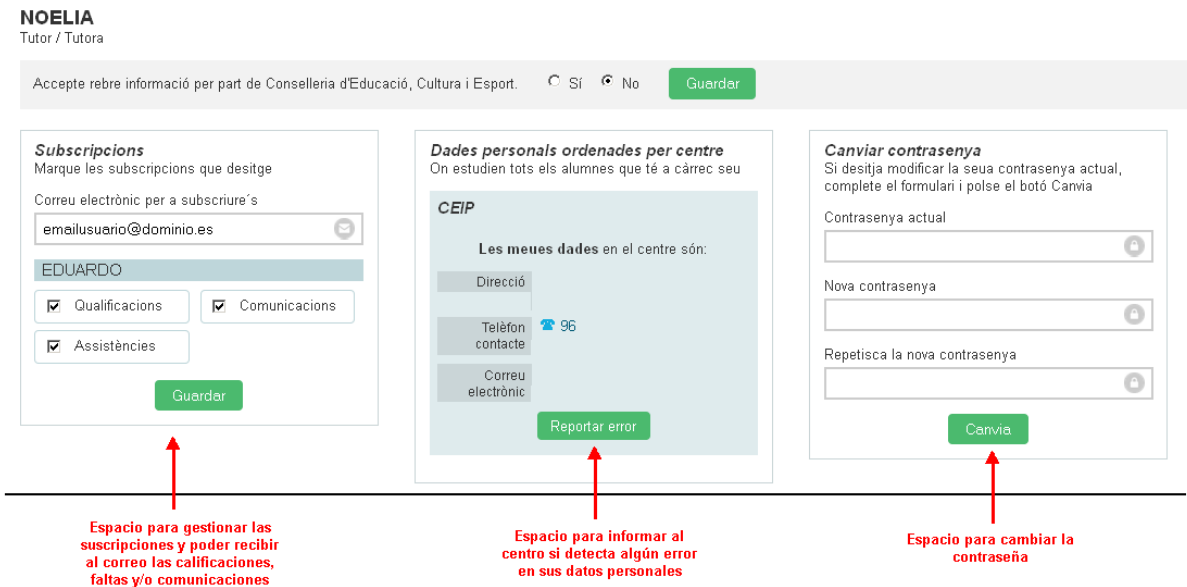 NOELIA
Tutor / Tutora
Accepte rebre informació per part de Conselleria d'Educació, Cultura i Esport. Sí No Guardar
Subscripcions
Marque les subscripcions que desitge
Correu electrònic per a subscriure´s
emailusuario@dominio.es
EDUARDO
Qualificacions Comunicacions
Assistències
Guardar
Dades personals ordenades per centre
On estudien tots els alumnes que té a càrrec seu
CEIP
Les meues dades en el centre són:
Direcció
Telèfon 96
contacte
Correu
electrònic
Reportar error
Canviar contrasenya
Si desitja modificar la seua contrasenya actual,
complete el formulari i polse el botó Canvia
Contrasenya actual
Nova contrasenya
Repetisca la nova contrasenya
Canvia
Espacio para gestionar las
suscripciones y poder recibir
al correo las calificaciones,
faltas y/o comunicaciones
Espacio para informar al
centro si detecta algún error
en sus datos personales
Espacio para cambiar la
contraseña